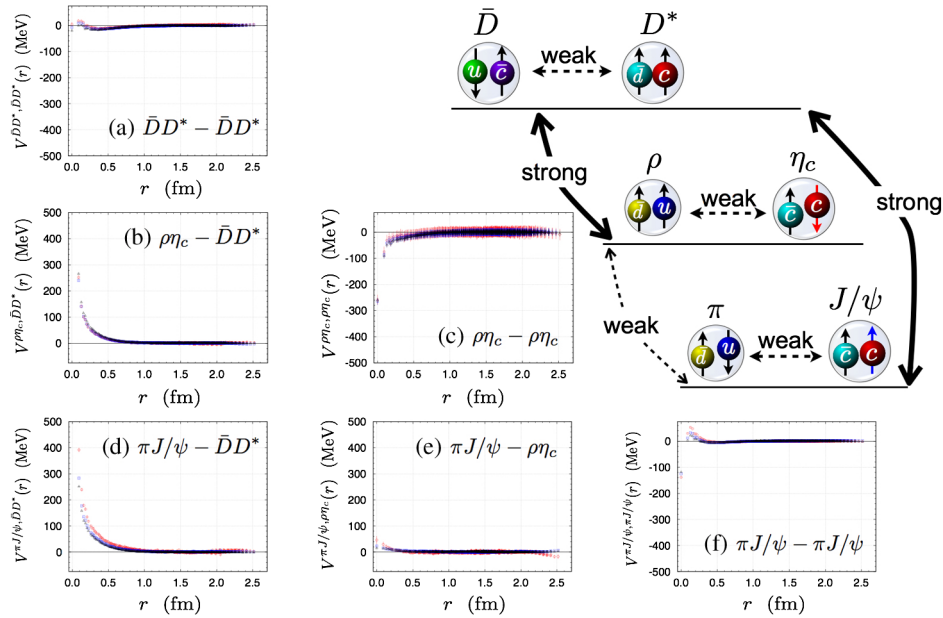 0
-100
-200
-300
-400
-500
V^{D̄D*,D̄D*}(r) (MeV)
(a) D̄D* − D̄D*
0.0 0.5 1.0 1.5 2.0 2.5
r (fm)
D̄ D*
weak
u c̄ d̄ c
strong
strong
ρ η_c
weak
d̄ u c̄ c
weak
π J/ψ
weak
d̄ u c̄ c
500
400
300
200
100
0
V^{ρη_c,D̄D*}(r) (MeV)
(b) ρη_c − D̄D*
0.0 0.5 1.0 1.5 2.0 2.5
r (fm)
0
-100
-200
-300
-400
-500
V^{ρη_c,ρη_c}(r) (MeV)
(c) ρη_c − ρη_c
0.0 0.5 1.0 1.5 2.0 2.5
r (fm)
500
400
300
200
100
0
V^{πJ/ψ,D̄D*}(r) (MeV)
(d) πJ/ψ − D̄D*
0.0 0.5 1.0 1.5 2.0 2.5
r (fm)
500
400
300
200
100
0
V^{πJ/ψ,ρη_c}(r) (MeV)
(e) πJ/ψ − ρη_c
0.0 0.5 1.0 1.5 2.0 2.5
r (fm)
0
-100
-200
-300
-400
-500
V^{πJ/ψ,πJ/ψ}(r) (MeV)
(f) πJ/ψ − πJ/ψ
0.0 0.5 1.0 1.5 2.0 2.5
r (fm)